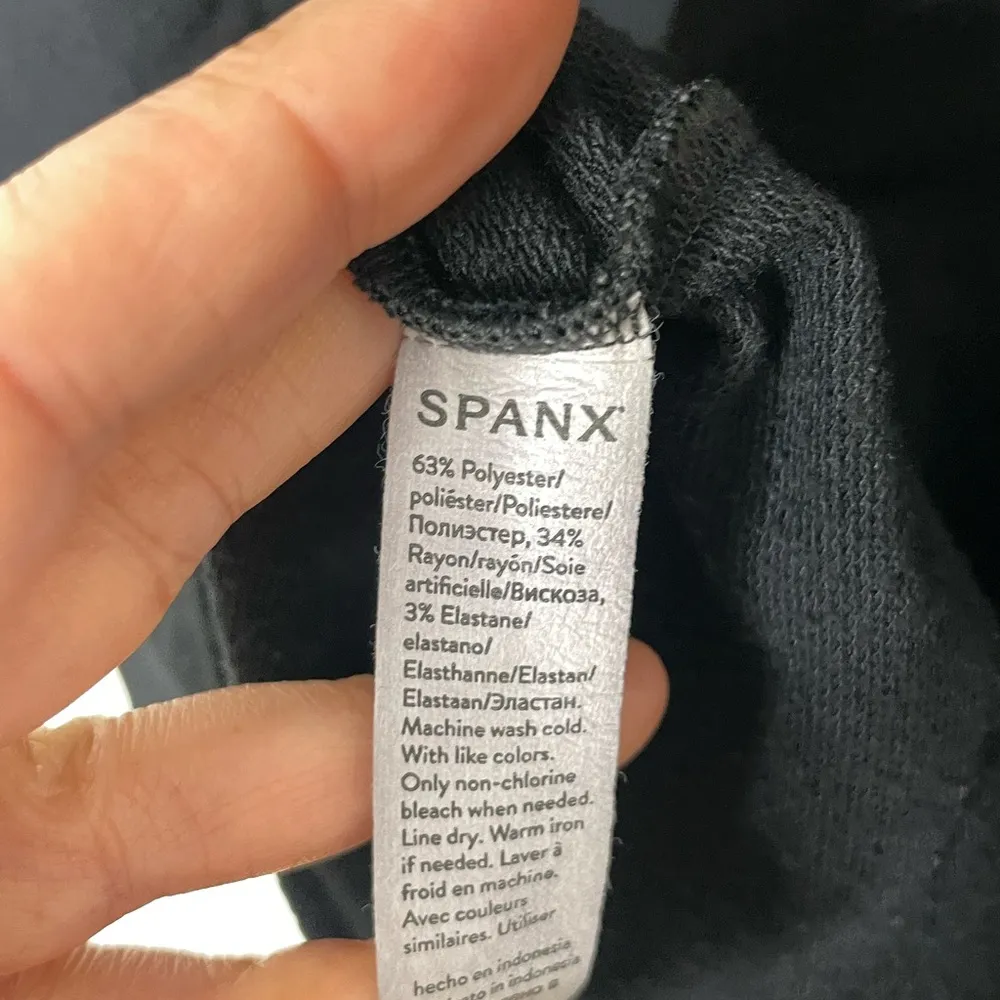 SPANX®
63% Polyester/
poliéster/Poliestere/
Полиэстер, 34%
Rayon/rayón/Soie
artificielle/Вискоза,
3% Elastane/
elastano/
Elasthanne/Elastan/
Elastaan/Эластан.
Machine wash cold.
With like colors.
Only non-chlorine
bleach when needed.
Line dry. Warm iron
if needed. Laver à
froid en machine.
Avec couleurs
similaires. Utiliser
hecho en indonesia
in indonesia